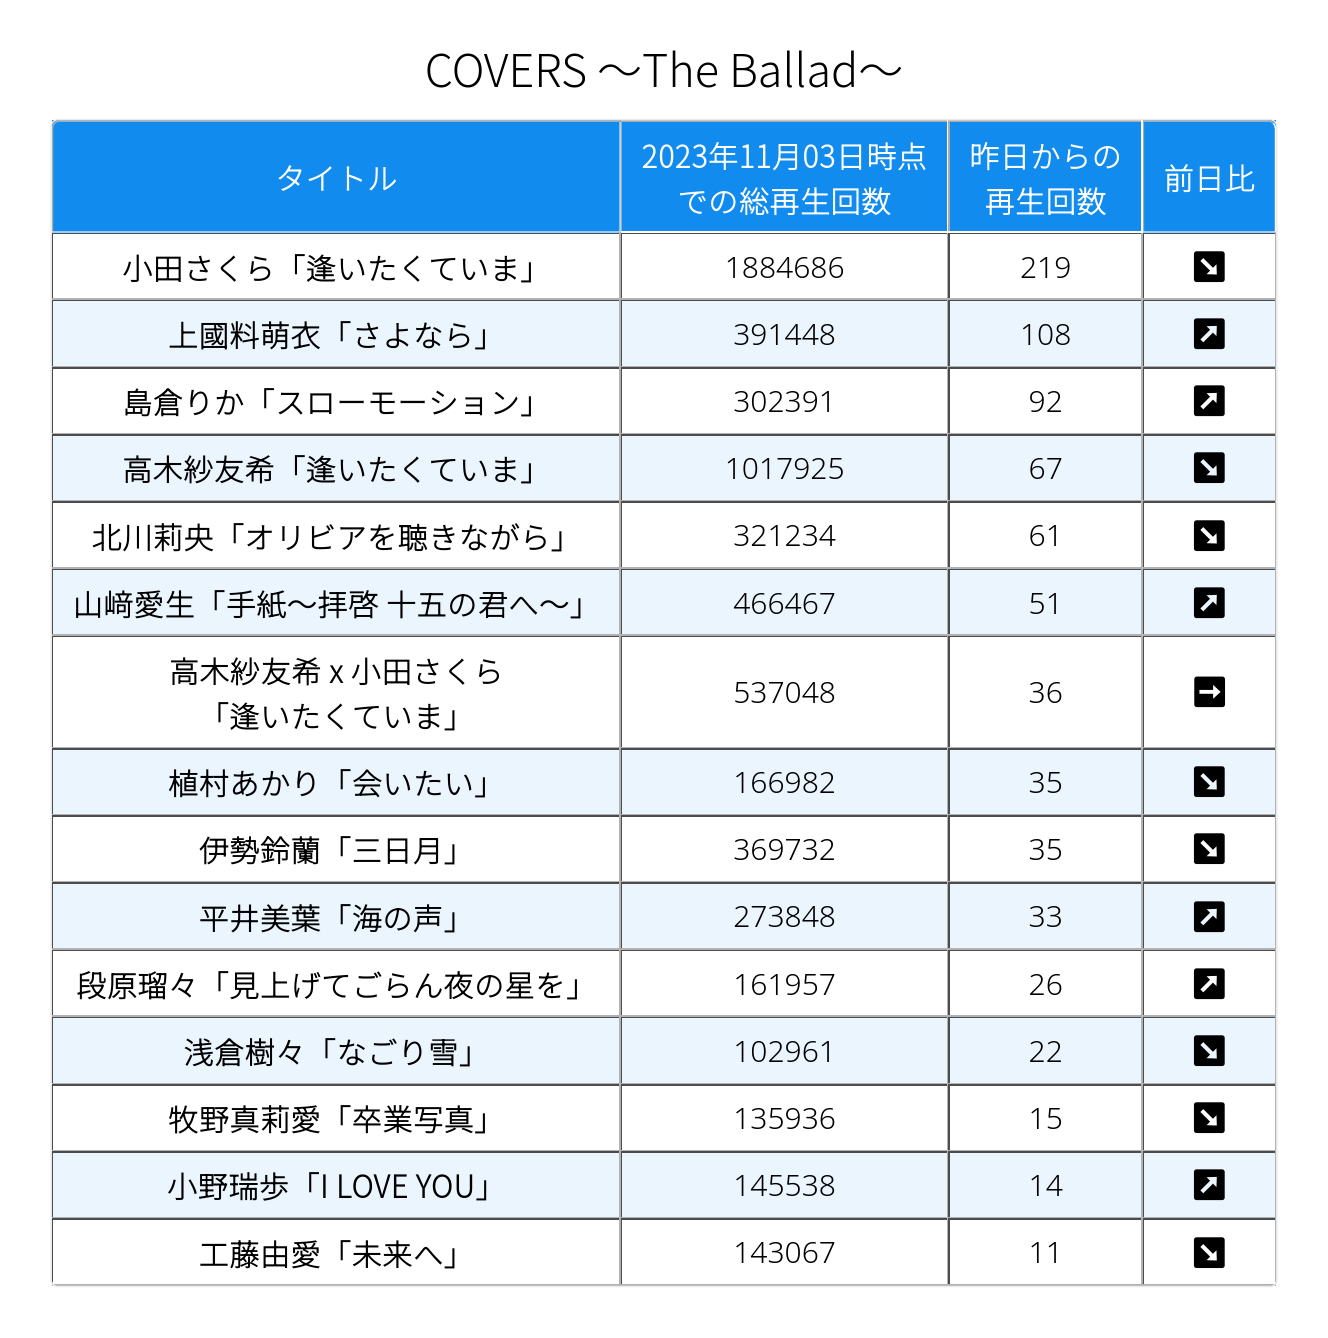 COVERS ～The Ballad～
タイトル 2023年11月03日時点での総再生回数 昨日からの再生回数 前日比
小田さくら「逢いたくていま」 1884686 219 ↘
上國料萌衣「さよなら」 391448 108 ↗
島倉りか「スローモーション」 302391 92 ↗
高木紗友希「逢いたくていま」 1017925 67 ↘
北川莉央「オリビアを聴きながら」 321234 61 ↘
山﨑愛生「手紙～拝啓 十五の君へ～」 466467 51 ↗
高木紗友希 x 小田さくら
「逢いたくていま」 537048 36 →
植村あかり「会いたい」 166982 35 ↘
伊勢鈴蘭「三日月」 369732 35 ↘
平井美葉「海の声」 273848 33 ↗
段原瑠々「見上げてごらん夜の星を」 161957 26 ↗
浅倉樹々「なごり雪」 102961 22 ↘
牧野真莉愛「卒業写真」 135936 15 ↘
小野瑞歩「I LOVE YOU」 145538 14 ↗
工藤由愛「未来へ」 143067 11 ↘